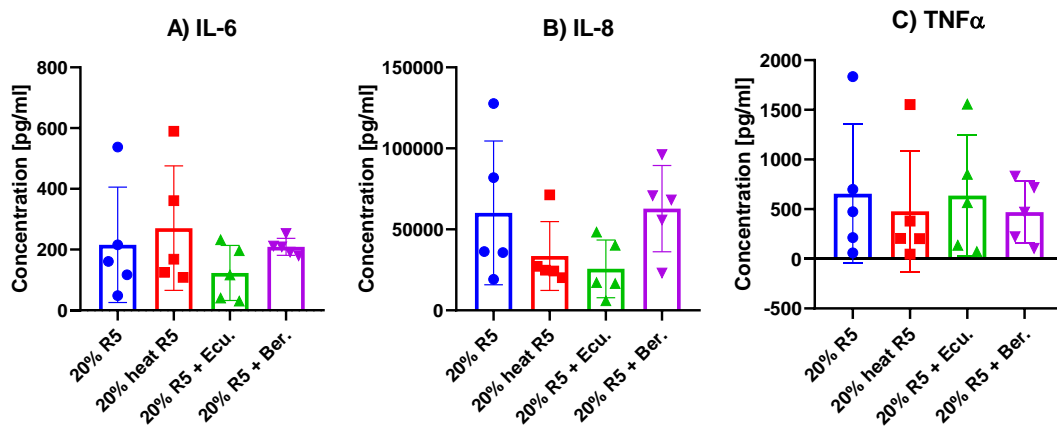 A) IL-6
Concentration [pg/ml]
800
600
400
200
0
20% R5
20% heat R5
20% R5 + Ecu.
20% R5 + Ber.
B) IL-8
Concentration [pg/ml]
150000
100000
50000
0
20% R5
20% heat R5
20% R5 + Ecu.
20% R5 + Ber.
C) TNFα
Concentration [pg/ml]
2000
1500
1000
500
0
-500
20% R5
20% heat R5
20% R5 + Ecu.
20% R5 + Ber.